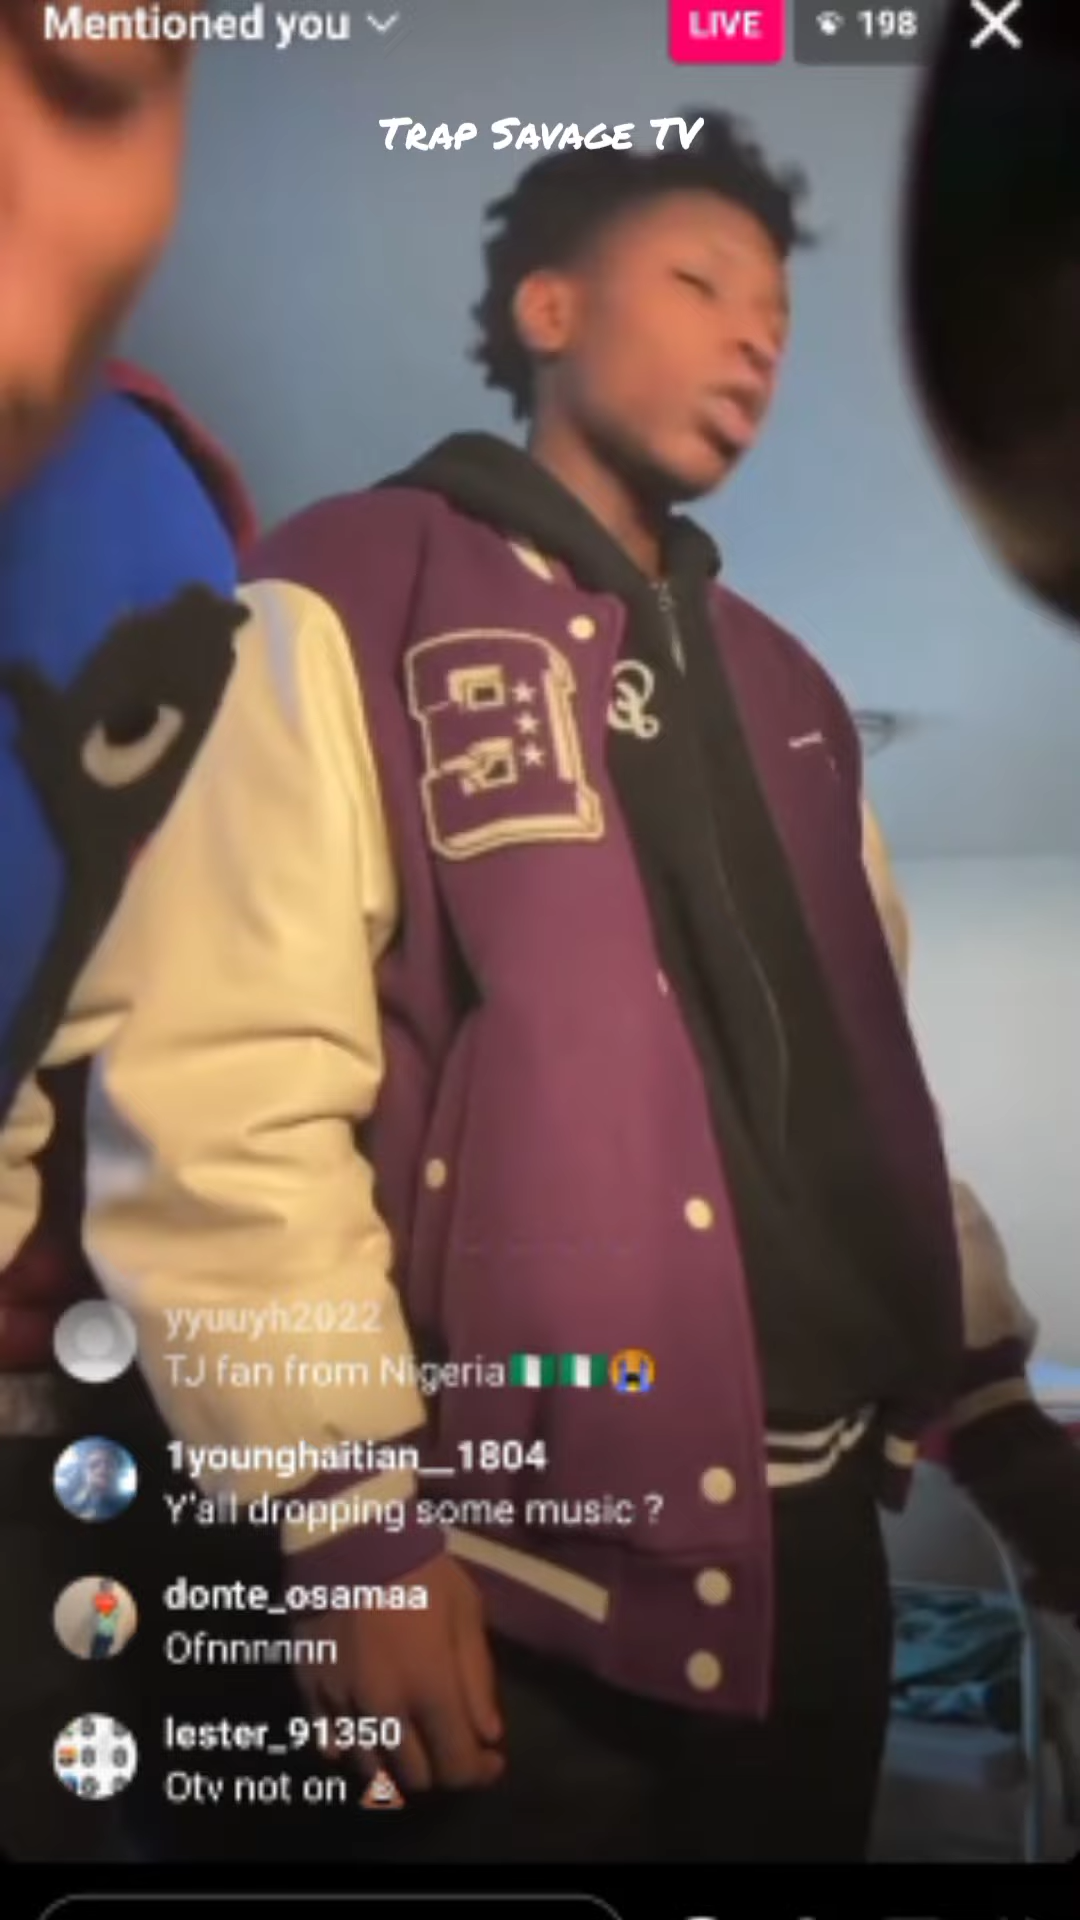 Mentioned you
LIVE
198
TRAP SAVAGE TV
yyuuyh2022
TJ fan from Nigeria🇳🇬🇳🇬😭
1younghaitian__1804
Y'all dropping some music ?
donte_osamaa
Ofnnnnnn
lester_91350
Otv not on 💩